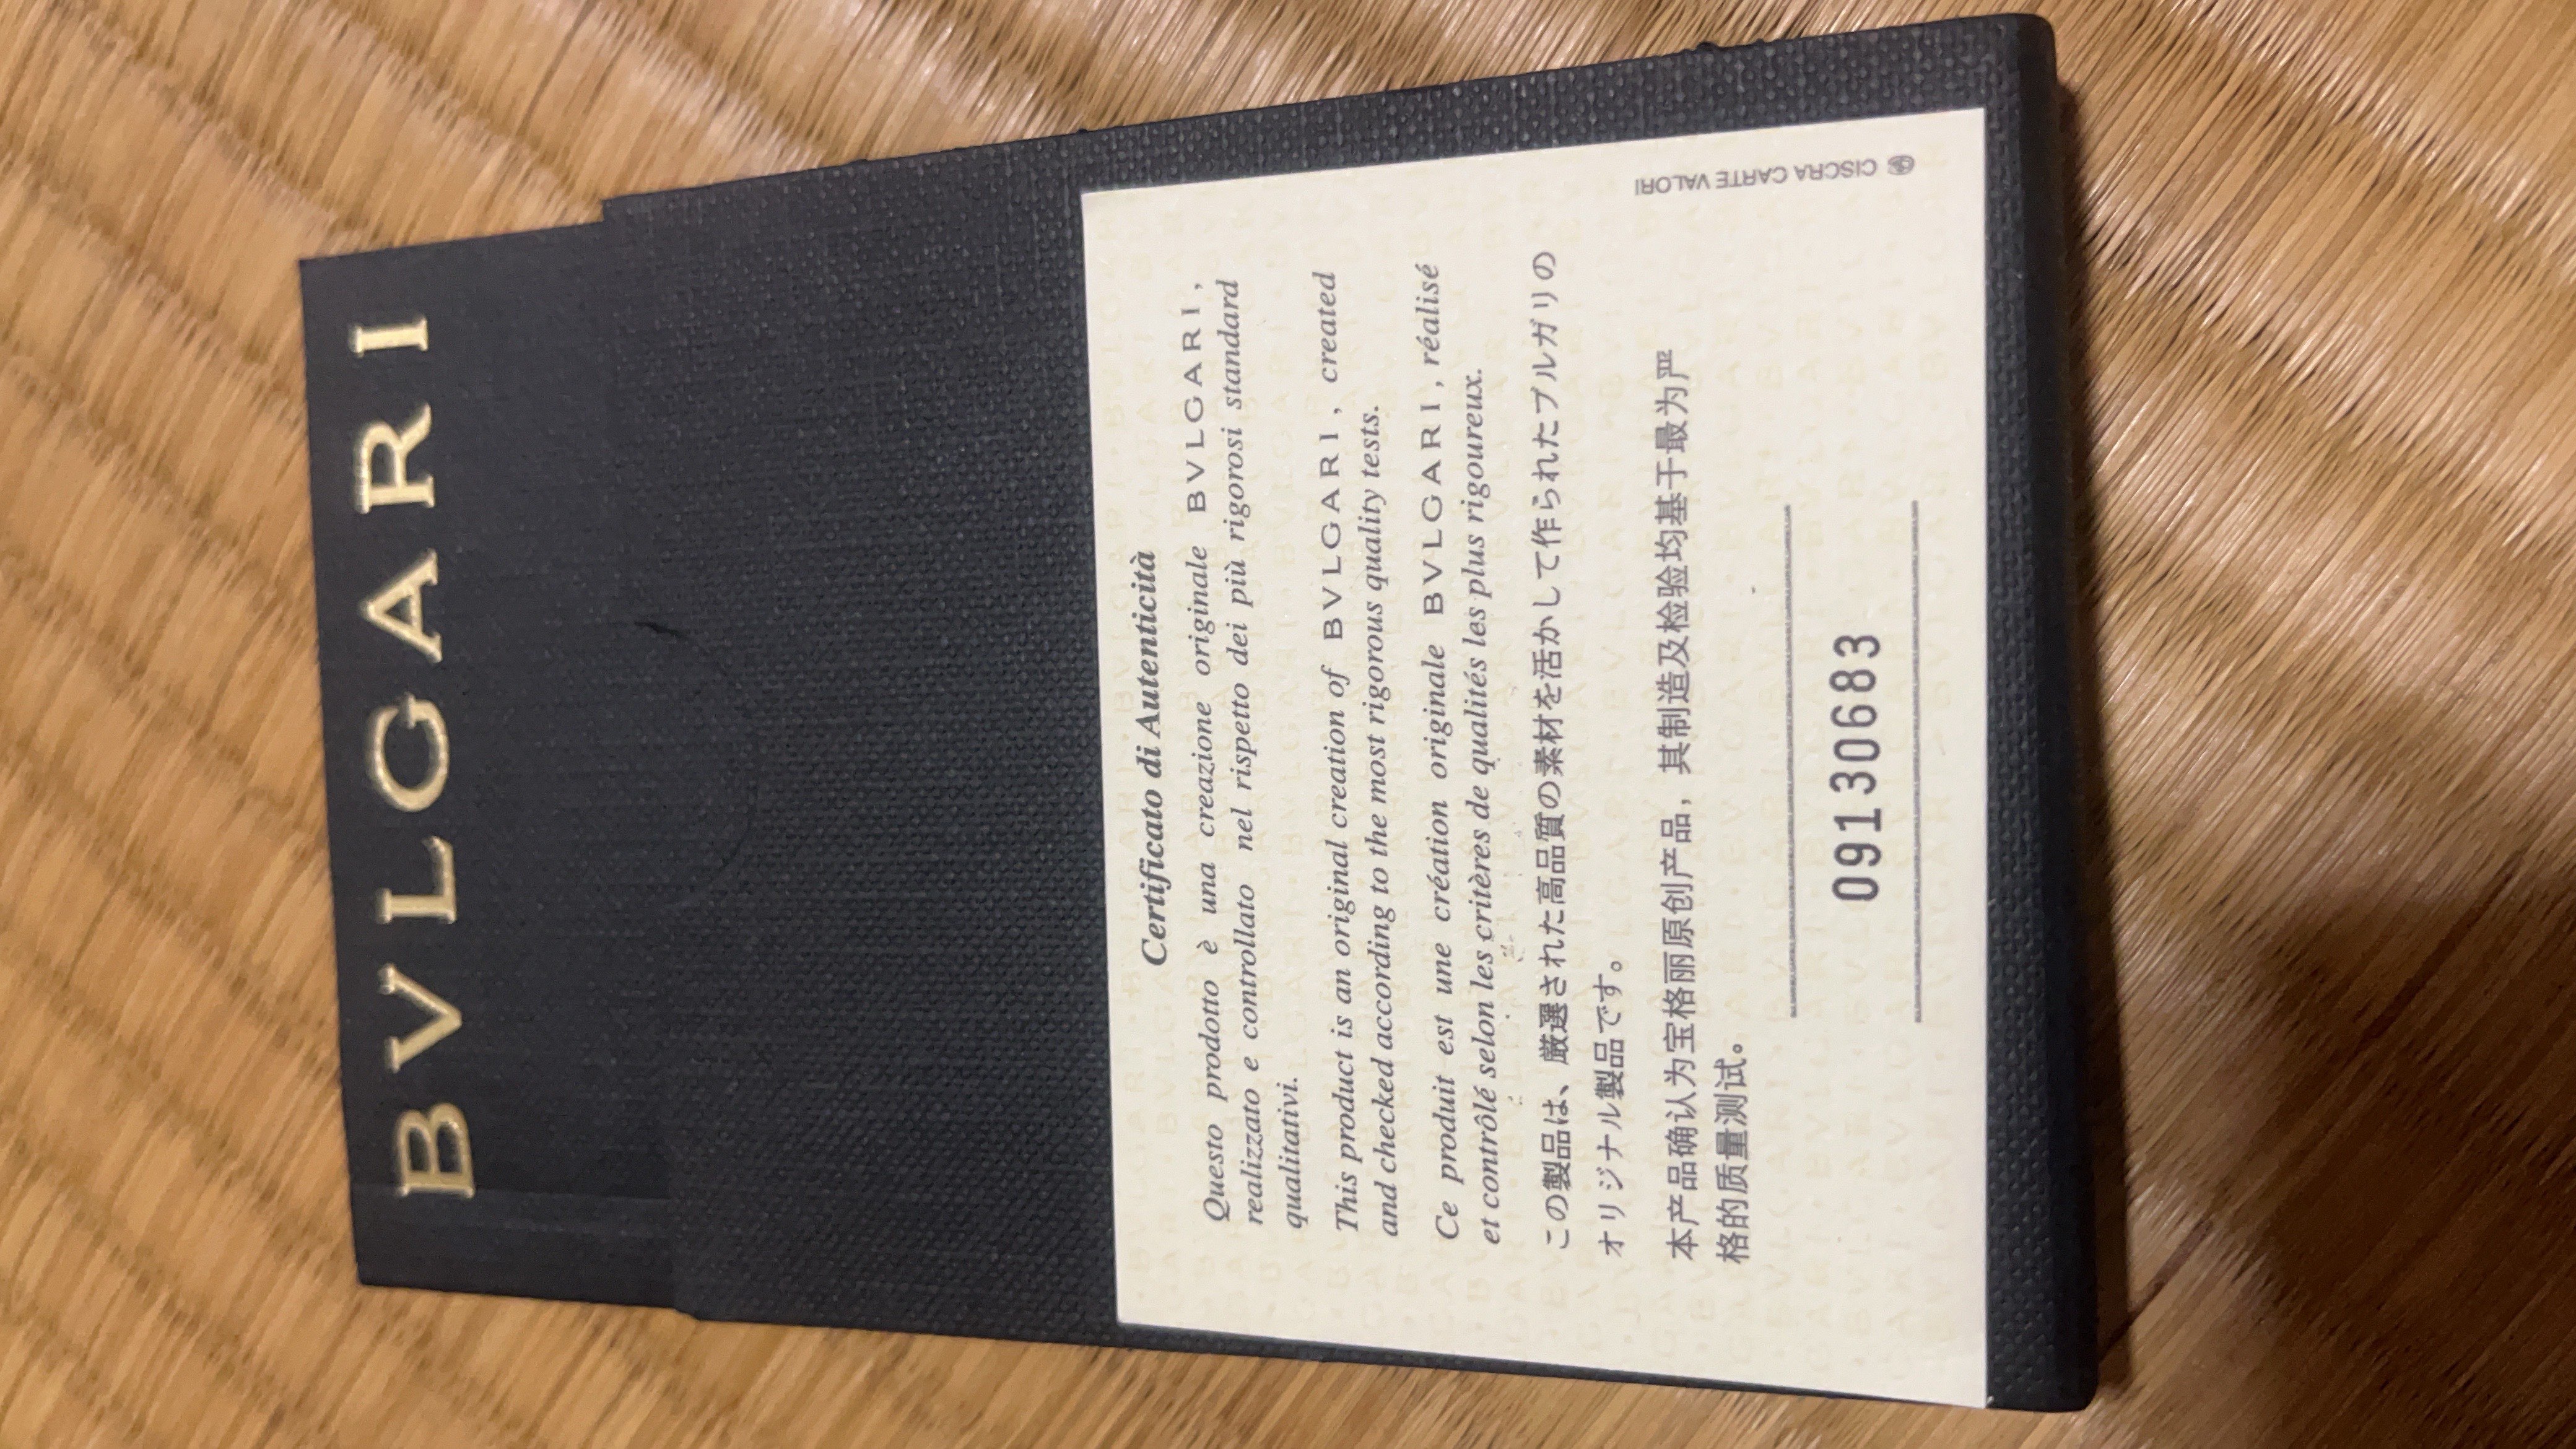 BVLGARI
Certificato di Autenticità
Questo prodotto è una creazione originale BVLGARI,
realizzato e controllato nel rispetto dei più rigorosi standard
qualitativi.
This product is an original creation of BVLGARI, created
and checked according to the most rigorous quality tests.
Ce produit est une création originale BVLGARI, réalisé
et contrôlé selon les critères de qualités les plus rigoureux.
この製品は、厳選された高品質の素材を活かして作られたブルガリの
オリジナル製品です。
本产品确认为宝格丽原创产品，其制造及检验均基于最为严
格的质量测试。
09130683
CISCRA CARTE VALORI